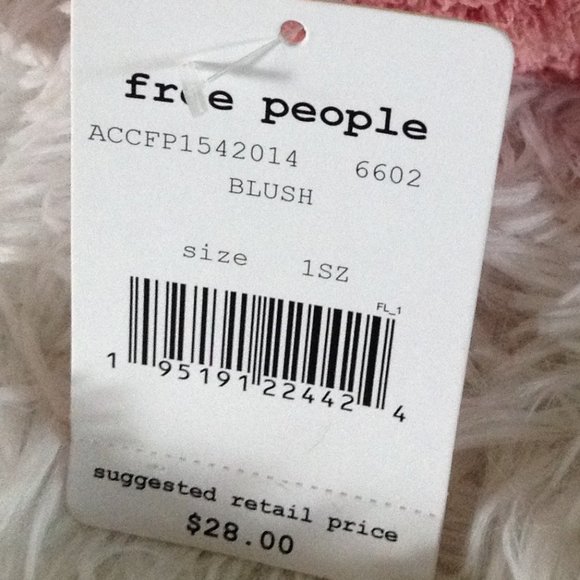 free people
ACCFP1542014 6602
BLUSH
size 1SZ
FL_1
1 95191 22442 4
suggested retail price
$28.00